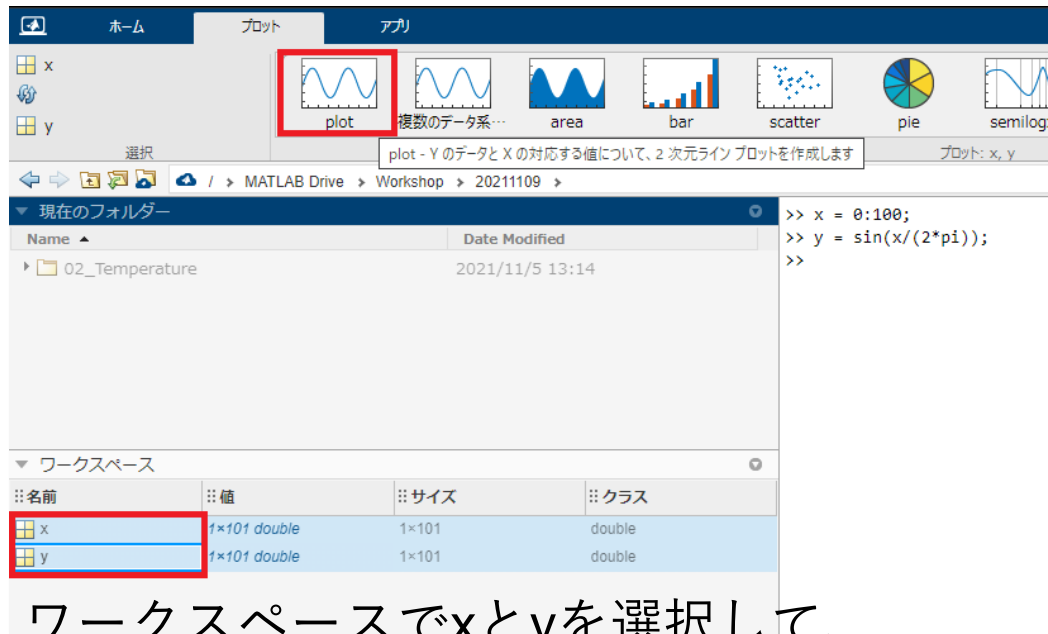 ホーム プロット アプリ
x
y
選択
plot 複数のデータ系… area bar scatter pie semilog
plot - Y のデータと X の対応する値について、2 次元ライン プロットを作成します
プロット: x, y
/ > MATLAB Drive > Workshop > 20211109 >
現在のフォルダー
Name Date Modified
02_Temperature 2021/11/5 13:14
>> x = 0:100;
>> y = sin(x/(2*pi));
>>
ワークスペース
名前 値 サイズ クラス
x 1×101 double 1×101 double
y 1×101 double 1×101 double
ワークスペースでxとyを選択して